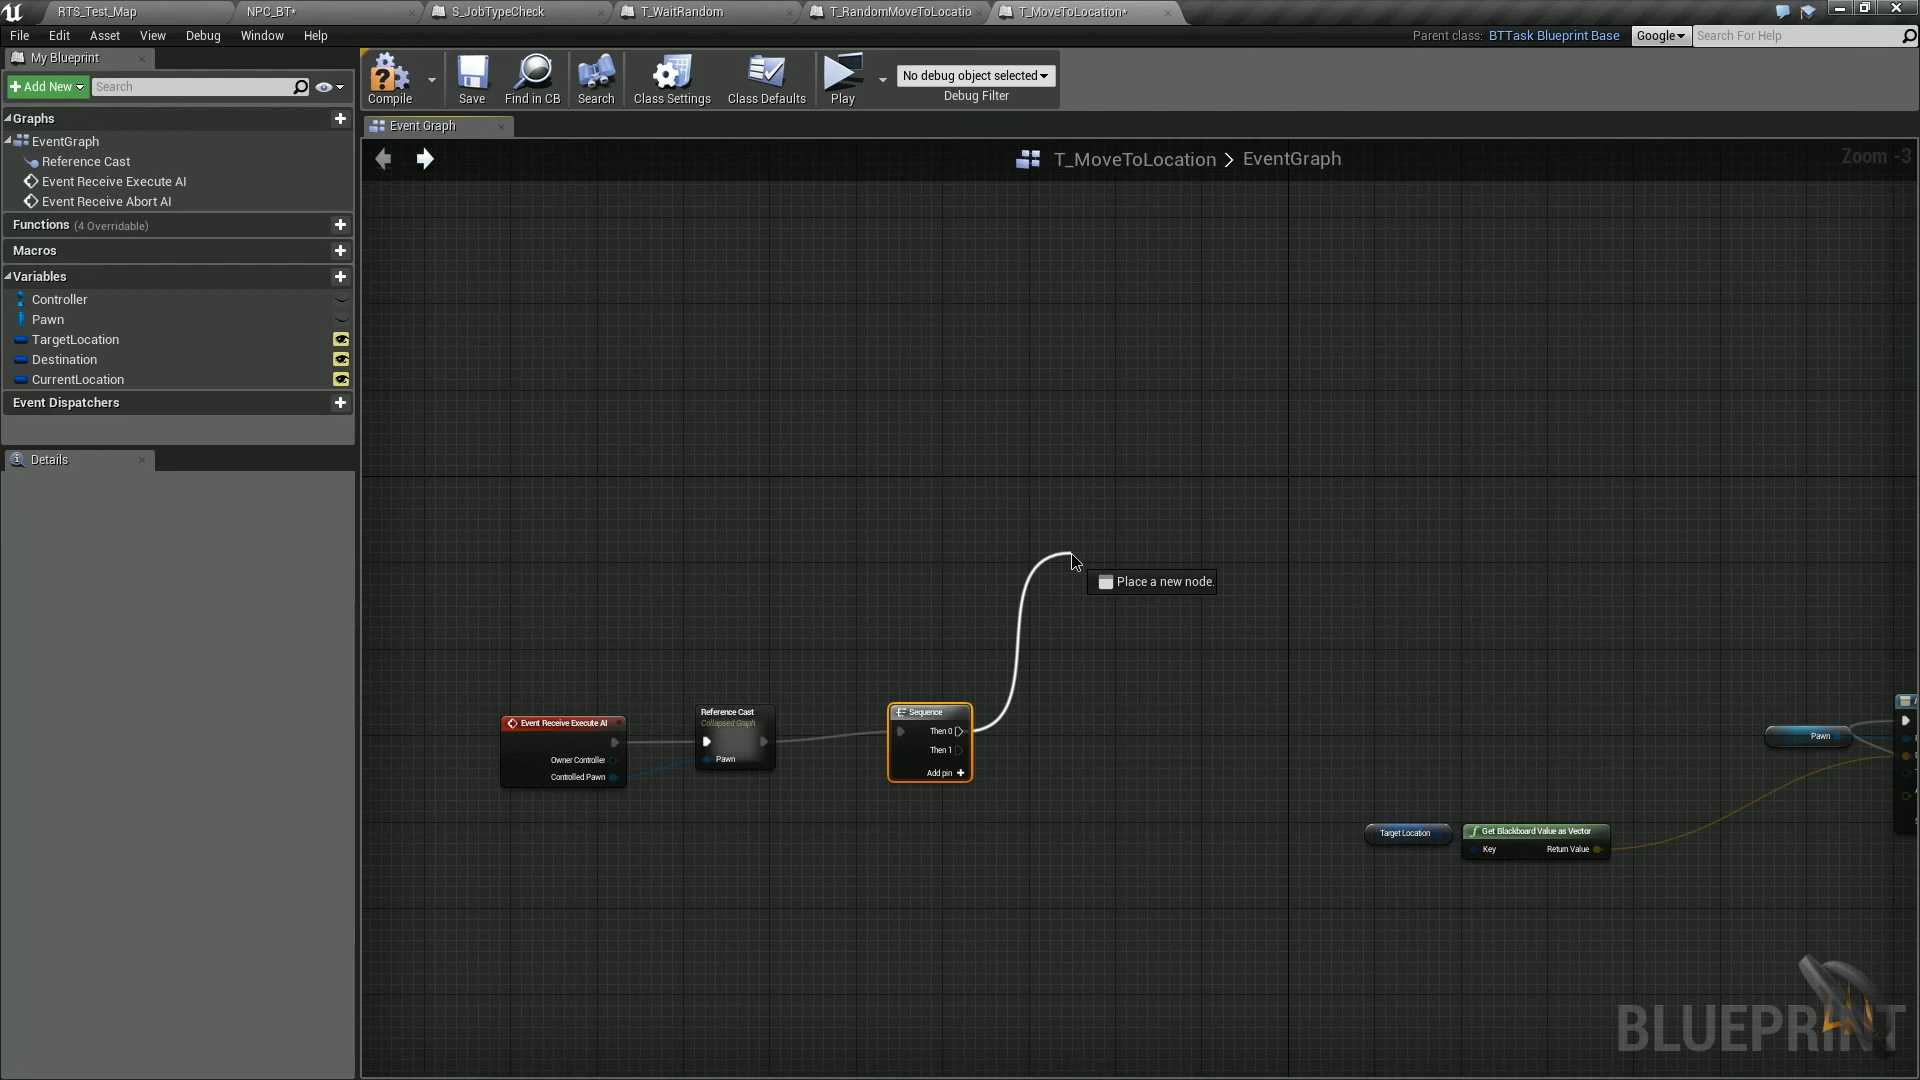 RTS_Test_Map
NPC_BT*
S_JobTypeCheck
T_WaitRandom
T_RandomMoveToLocatio
T_MoveToLocation*
File Edit Asset View Debug Window Help
Parent class: BTTask Blueprint Base
Google
Search For Help
My Blueprint
Add New
Search
Compile
Save
Find in CB
Search
Class Settings
Class Defaults
Play
No debug object selected
Debug Filter
Graphs
EventGraph
Reference Cast
Event Receive Execute AI
Event Receive Abort AI
Functions (4 Overridable)
Macros
Variables
Controller
Pawn
TargetLocation
Destination
CurrentLocation
Event Dispatchers
Details
Event Graph
T_MoveToLocation > EventGraph
Zoom -3
Place a new node.
Event Receive Execute AI
Owner Controller
Controlled Pawn
Reference Cast
Collapsed Graph
Pawn
Sequence
Then 0
Then 1
Add pin
Pawn
Target Location
Get Blackboard Value as Vector
Key
Return Value
BLUEPRINT